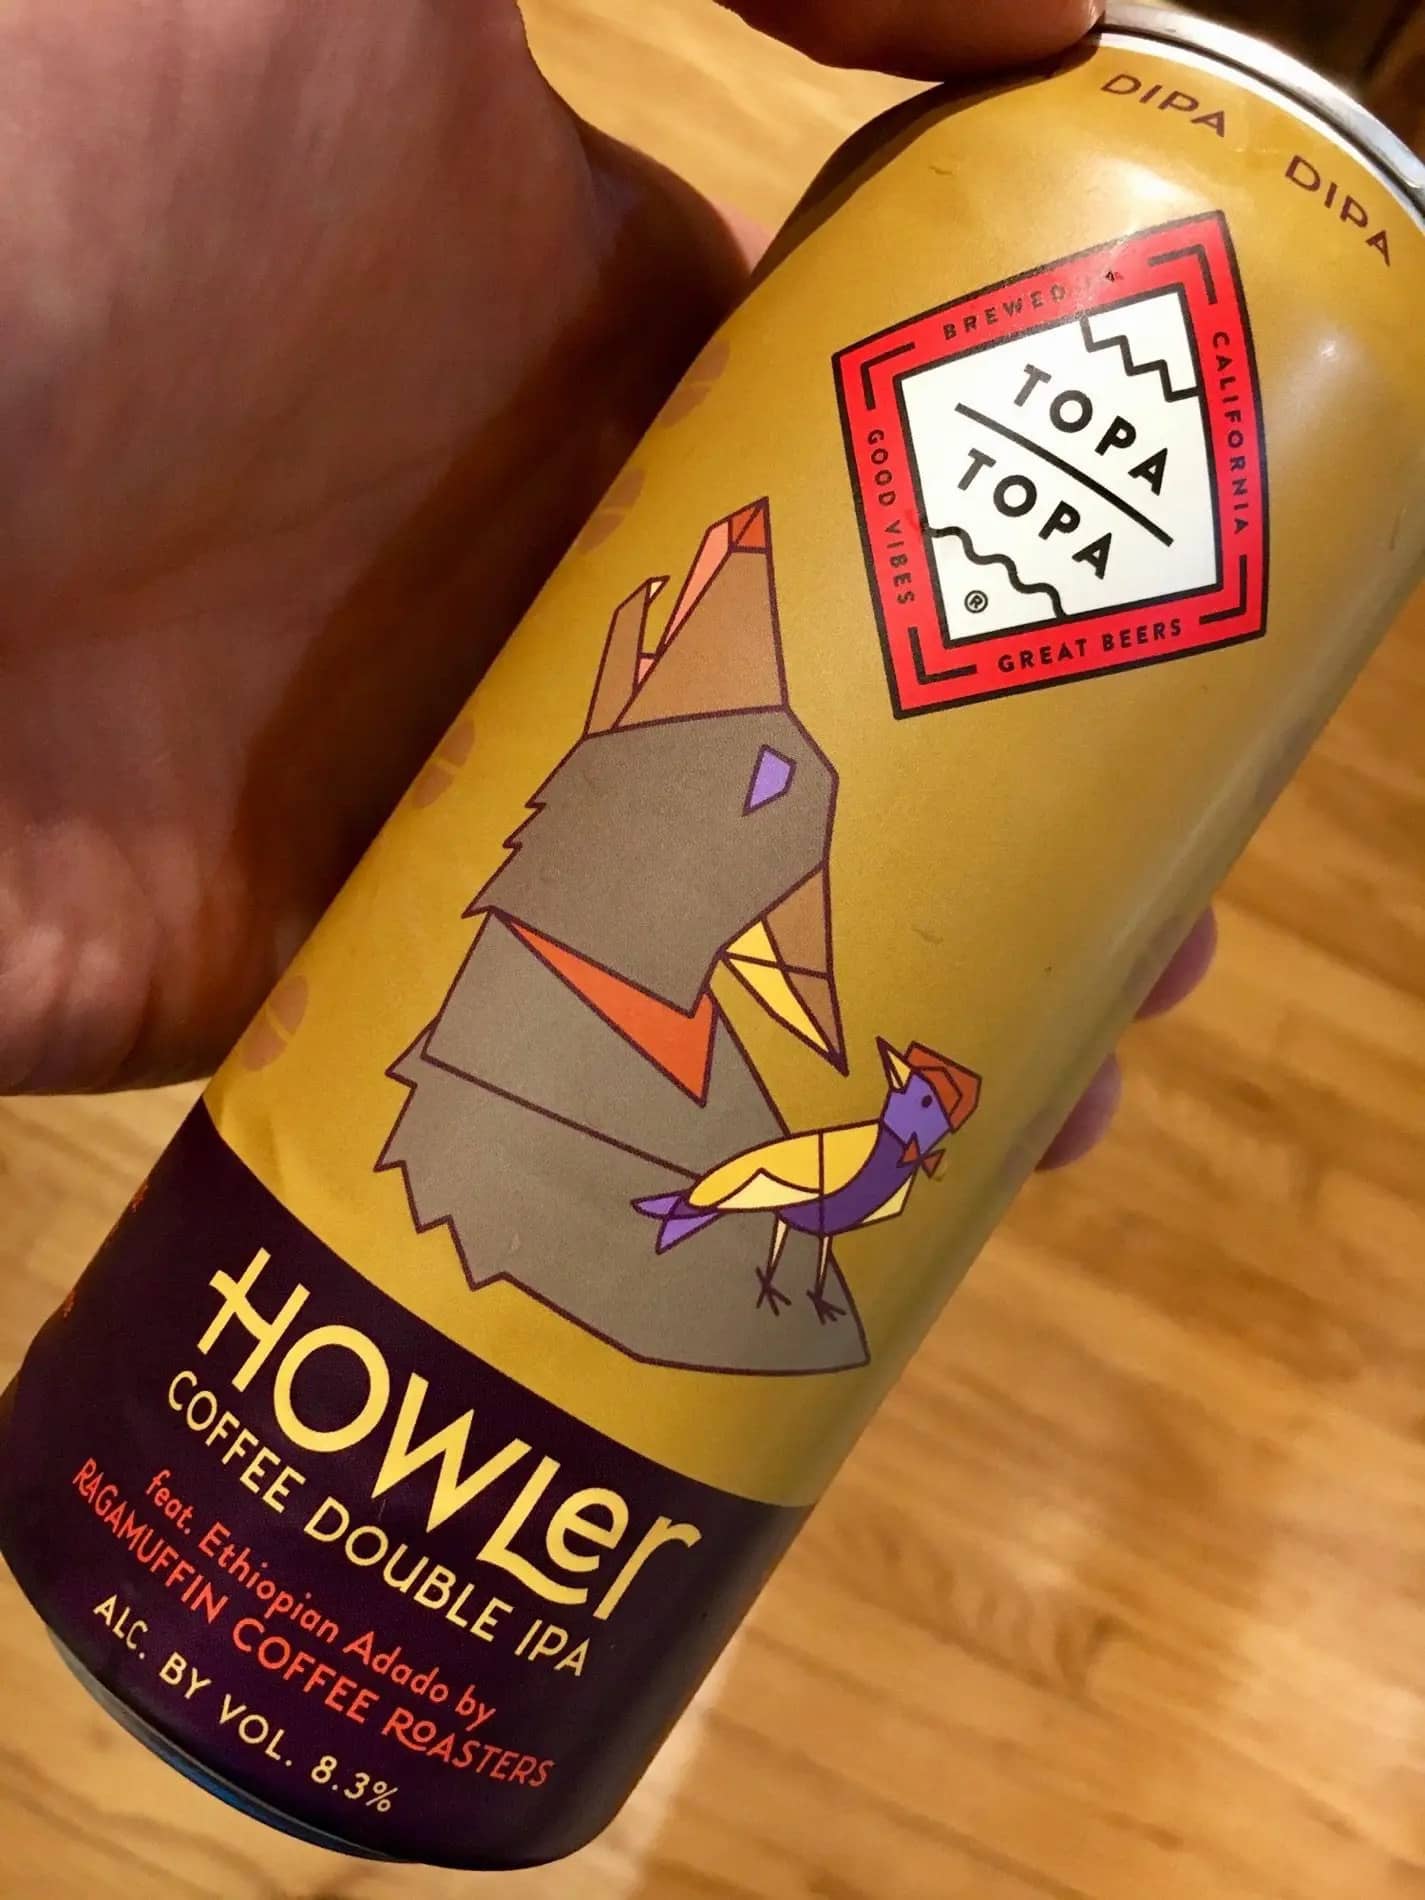 DIPA DIPA
BREWED IN
CALIFORNIA
TOPA
TOPA
GOOD VIBES
®
GREAT BEERS
HOWLer
COFFEE DOUBLE IPA
feat. Ethiopian Adado by
RAGAMUFFIN COFFEE ROASTERS
ALC. BY VOL. 8.3%